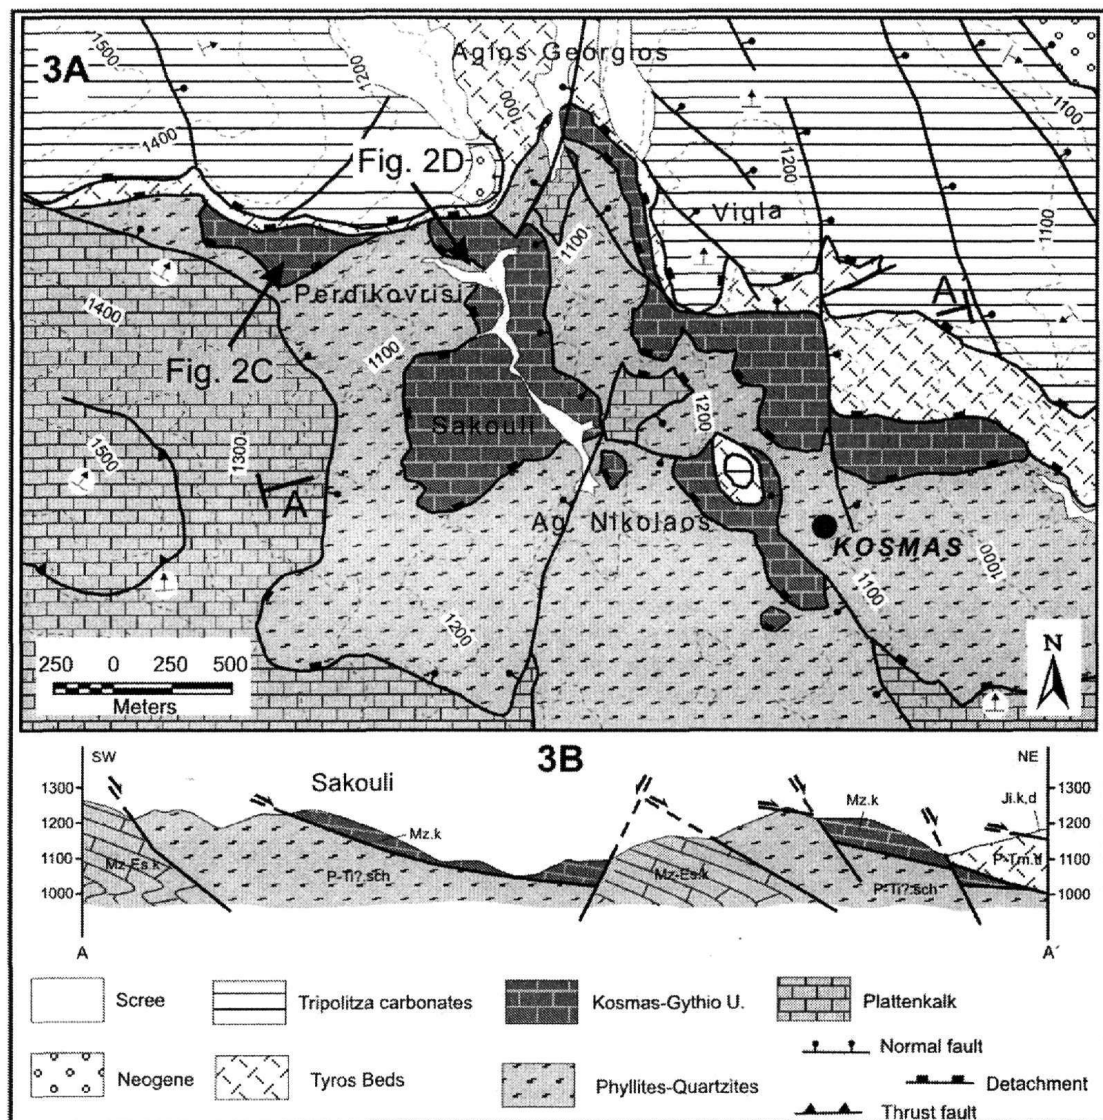 3A
1500
1200
Agios Georgios
1000
1400
Fig. 2D
1200
1100
Vigla
1100
1100
1400
Perdikovrisi
A
1100
Fig. 2C
1200
Sakouli
1500
1300
A
Ag. Nikolaos
KOSMAS
1000
1100
1200
250 0 250 500
Meters
N
3B
SW
Sakouli
NE
1300
1200
1100
1000
Mz.k
Mz.k
Ji.k,d
1300
1200
1100
1000
Mz-Es.k
P-Ti?.sch
Mz-Es.k
P-Ti?.sch
A
A´
Scree
Tripolitza carbonates
Kosmas-Gythio U.
Plattenkalk
Neogene
Tyros Beds
Phyllites-Quartzites
Normal fault
Detachment
Thrust fault